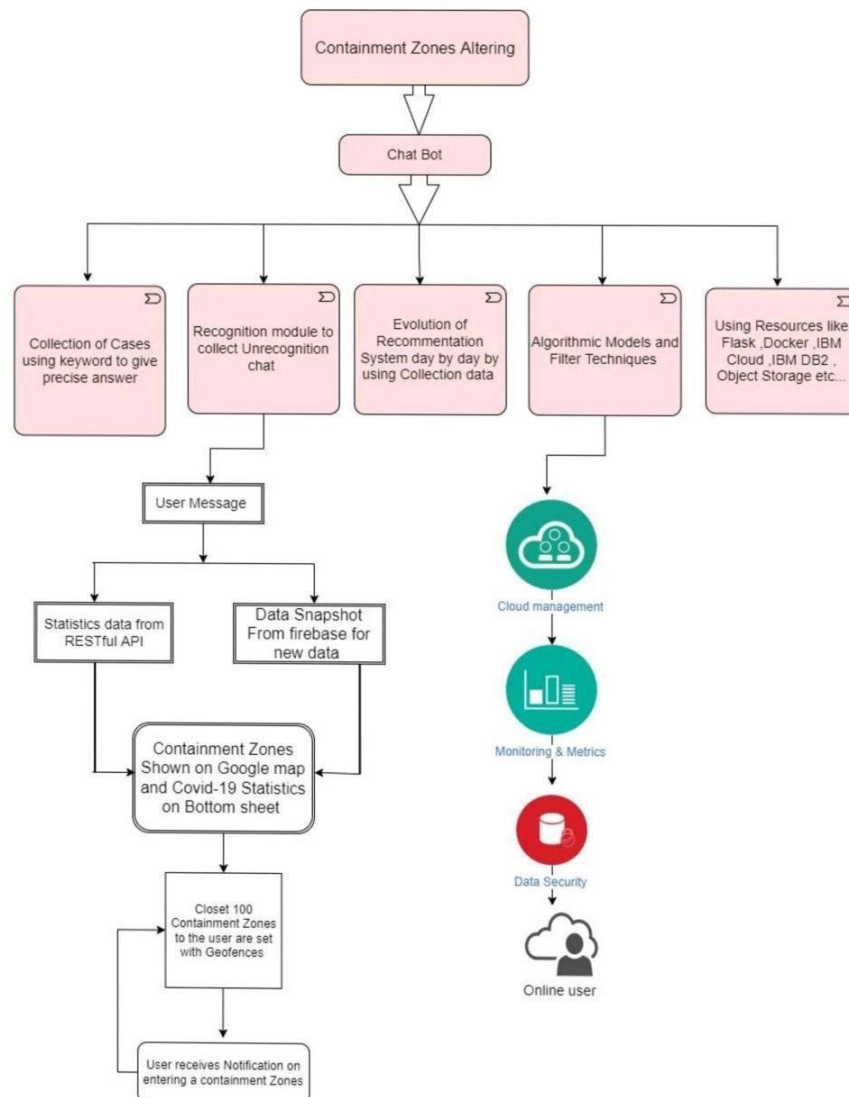 Containment Zones Altering
Chat Bot
Collection of Cases
using keyword to give
precise answer
Recognition module to
collect Unrecognition
chat
Evolution of
Recommentation
System day by day by
using Collection data
Algorithmic Models and
Filter Techniques
Using Resources like
Flask ,Docker ,IBM
Cloud ,IBM DB2 ,
Object Storage etc...
User Message
Statistics data from
RESTful API
Data Snapshot
From firebase for
new data
Containment Zones
Shown on Google map
and Covid-19 Statistics
on Bottom sheet
Closet 100
Containment Zones
to the user are set
with Geofences
User receives Notification on
entering a containment Zones
Cloud management
Monitoring & Metrics
Data Security
Online user